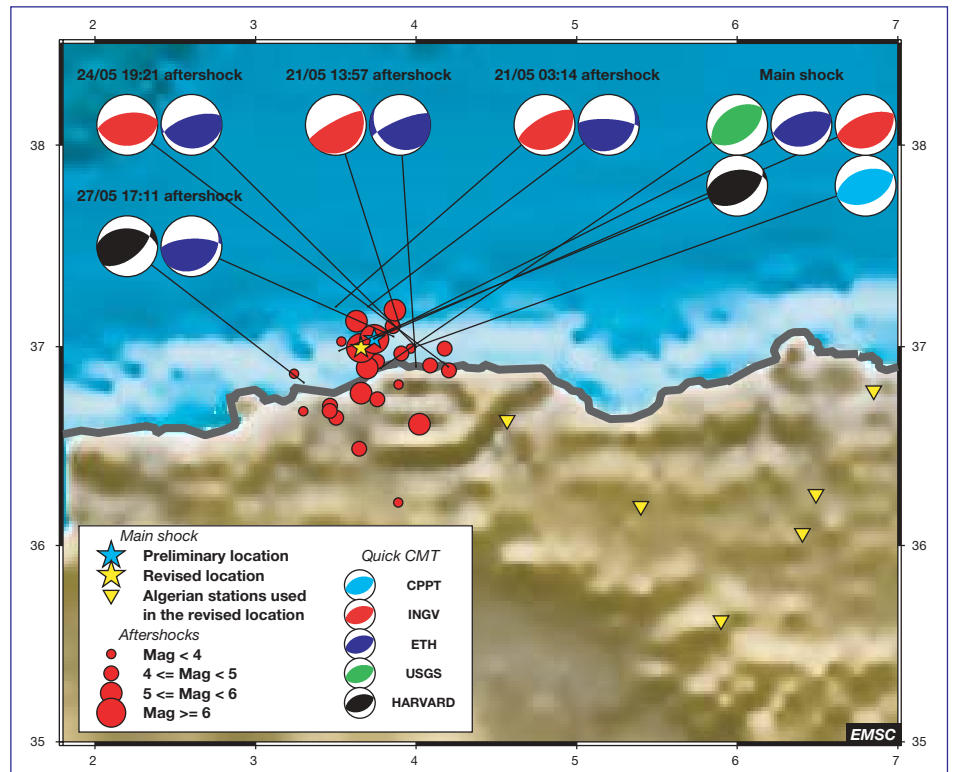 2 3 4 5 6 7
24/05 19:21 aftershock 21/05 13:57 aftershock 21/05 03:14 aftershock Main shock
38 38
27/05 17:11 aftershock
37 37
36 36
Main shock
Preliminary location
Revised location
Algerian stations used
in the revised location
Aftershocks
Mag < 4
4 <= Mag < 5
5 <= Mag < 6
Mag >= 6
Quick CMT
CPPT
INGV
ETH
USGS
HARVARD
EMSC
35 35
2 3 4 5 6 7